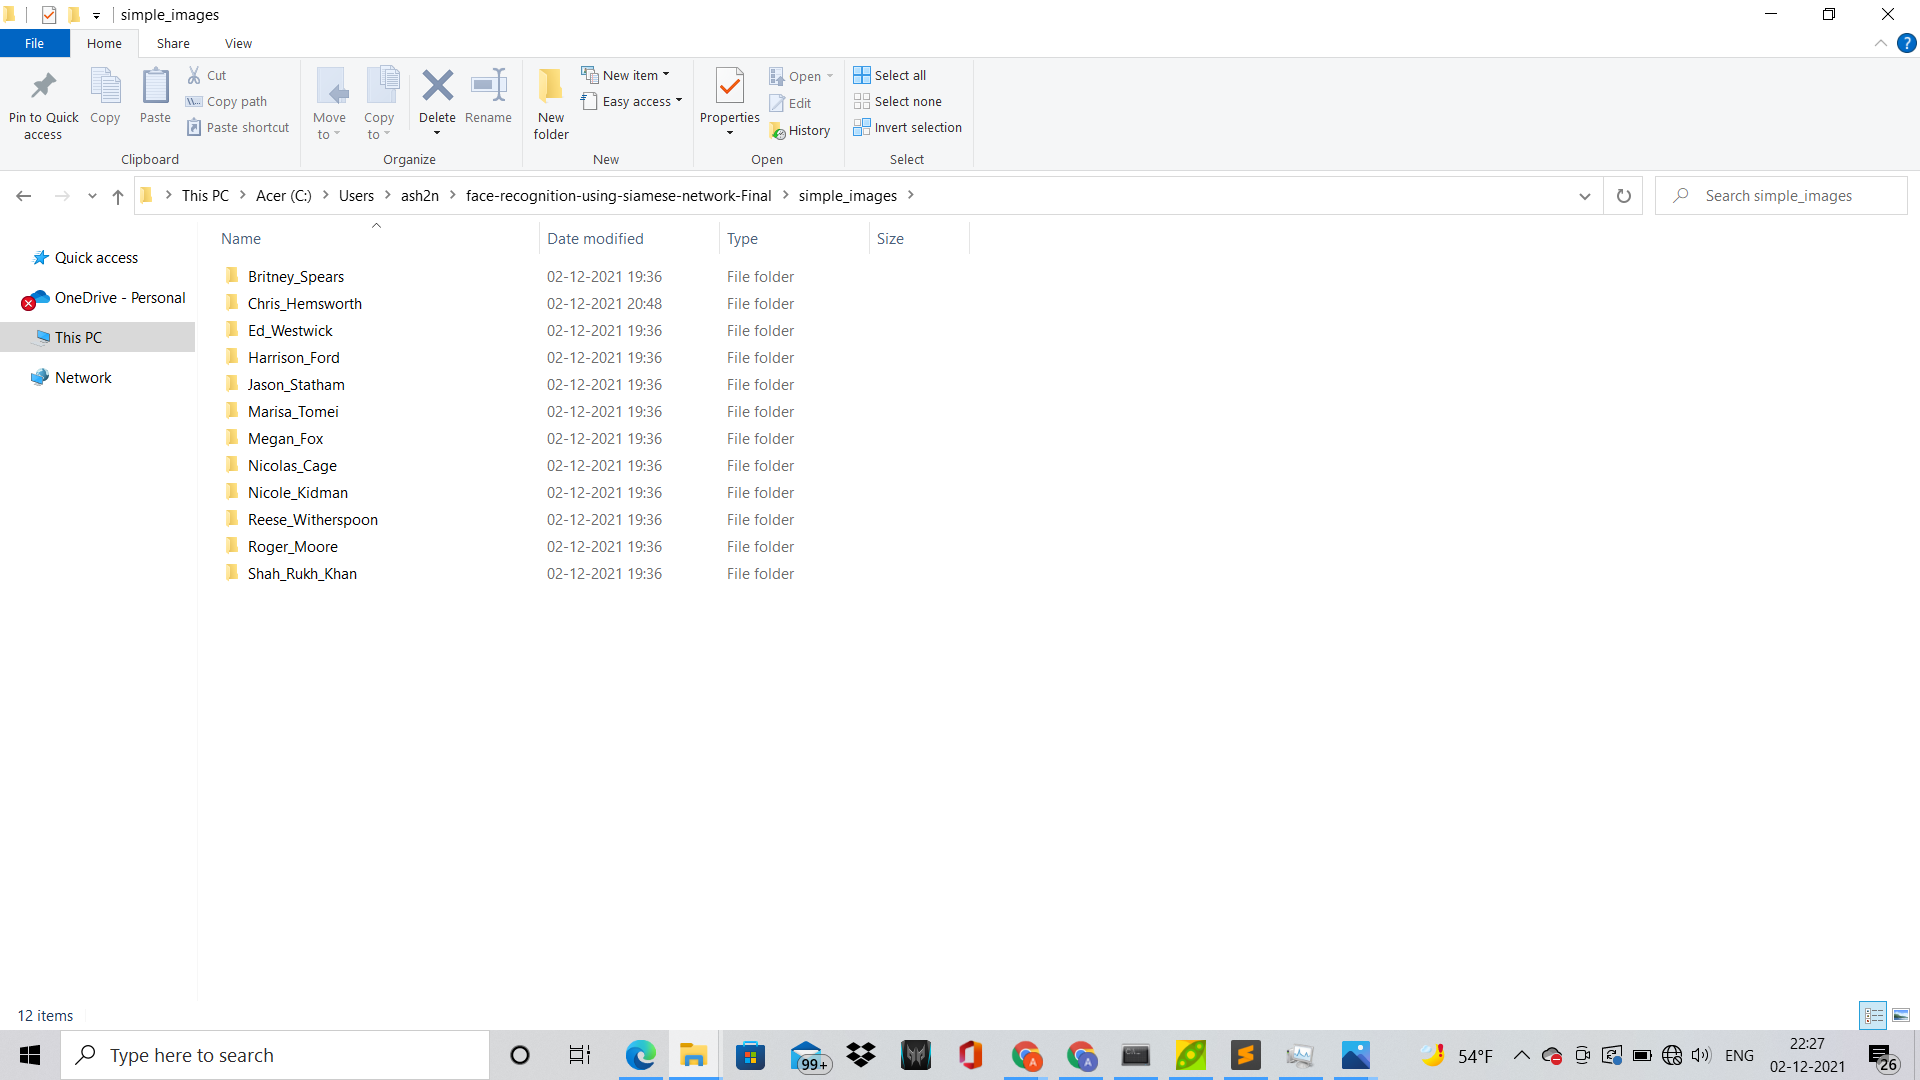 simple_images
File Home Share View
Pin to Quick access
Copy
Paste
Cut
Copy path
Paste shortcut
Clipboard
Move to
Copy to
Delete
Rename
Organize
New folder
New item
Easy access
New
Properties
Open
Edit
History
Open
Select all
Select none
Invert selection
Select
This PC > Acer (C:) > Users > ash2n > face-recognition-using-siamese-network-Final > simple_images >
Search simple_images
Quick access
OneDrive - Personal
This PC
Network
Name Date modified Type Size
Britney_Spears 02-12-2021 19:36 File folder
Chris_Hemsworth 02-12-2021 20:48 File folder
Ed_Westwick 02-12-2021 19:36 File folder
Harrison_Ford 02-12-2021 19:36 File folder
Jason_Statham 02-12-2021 19:36 File folder
Marisa_Tomei 02-12-2021 19:36 File folder
Megan_Fox 02-12-2021 19:36 File folder
Nicolas_Cage 02-12-2021 19:36 File folder
Nicole_Kidman 02-12-2021 19:36 File folder
Reese_Witherspoon 02-12-2021 19:36 File folder
Roger_Moore 02-12-2021 19:36 File folder
Shah_Rukh_Khan 02-12-2021 19:36 File folder
12 items
Type here to search
99+
A
A
54°F
ENG
22:27
02-12-2021
26